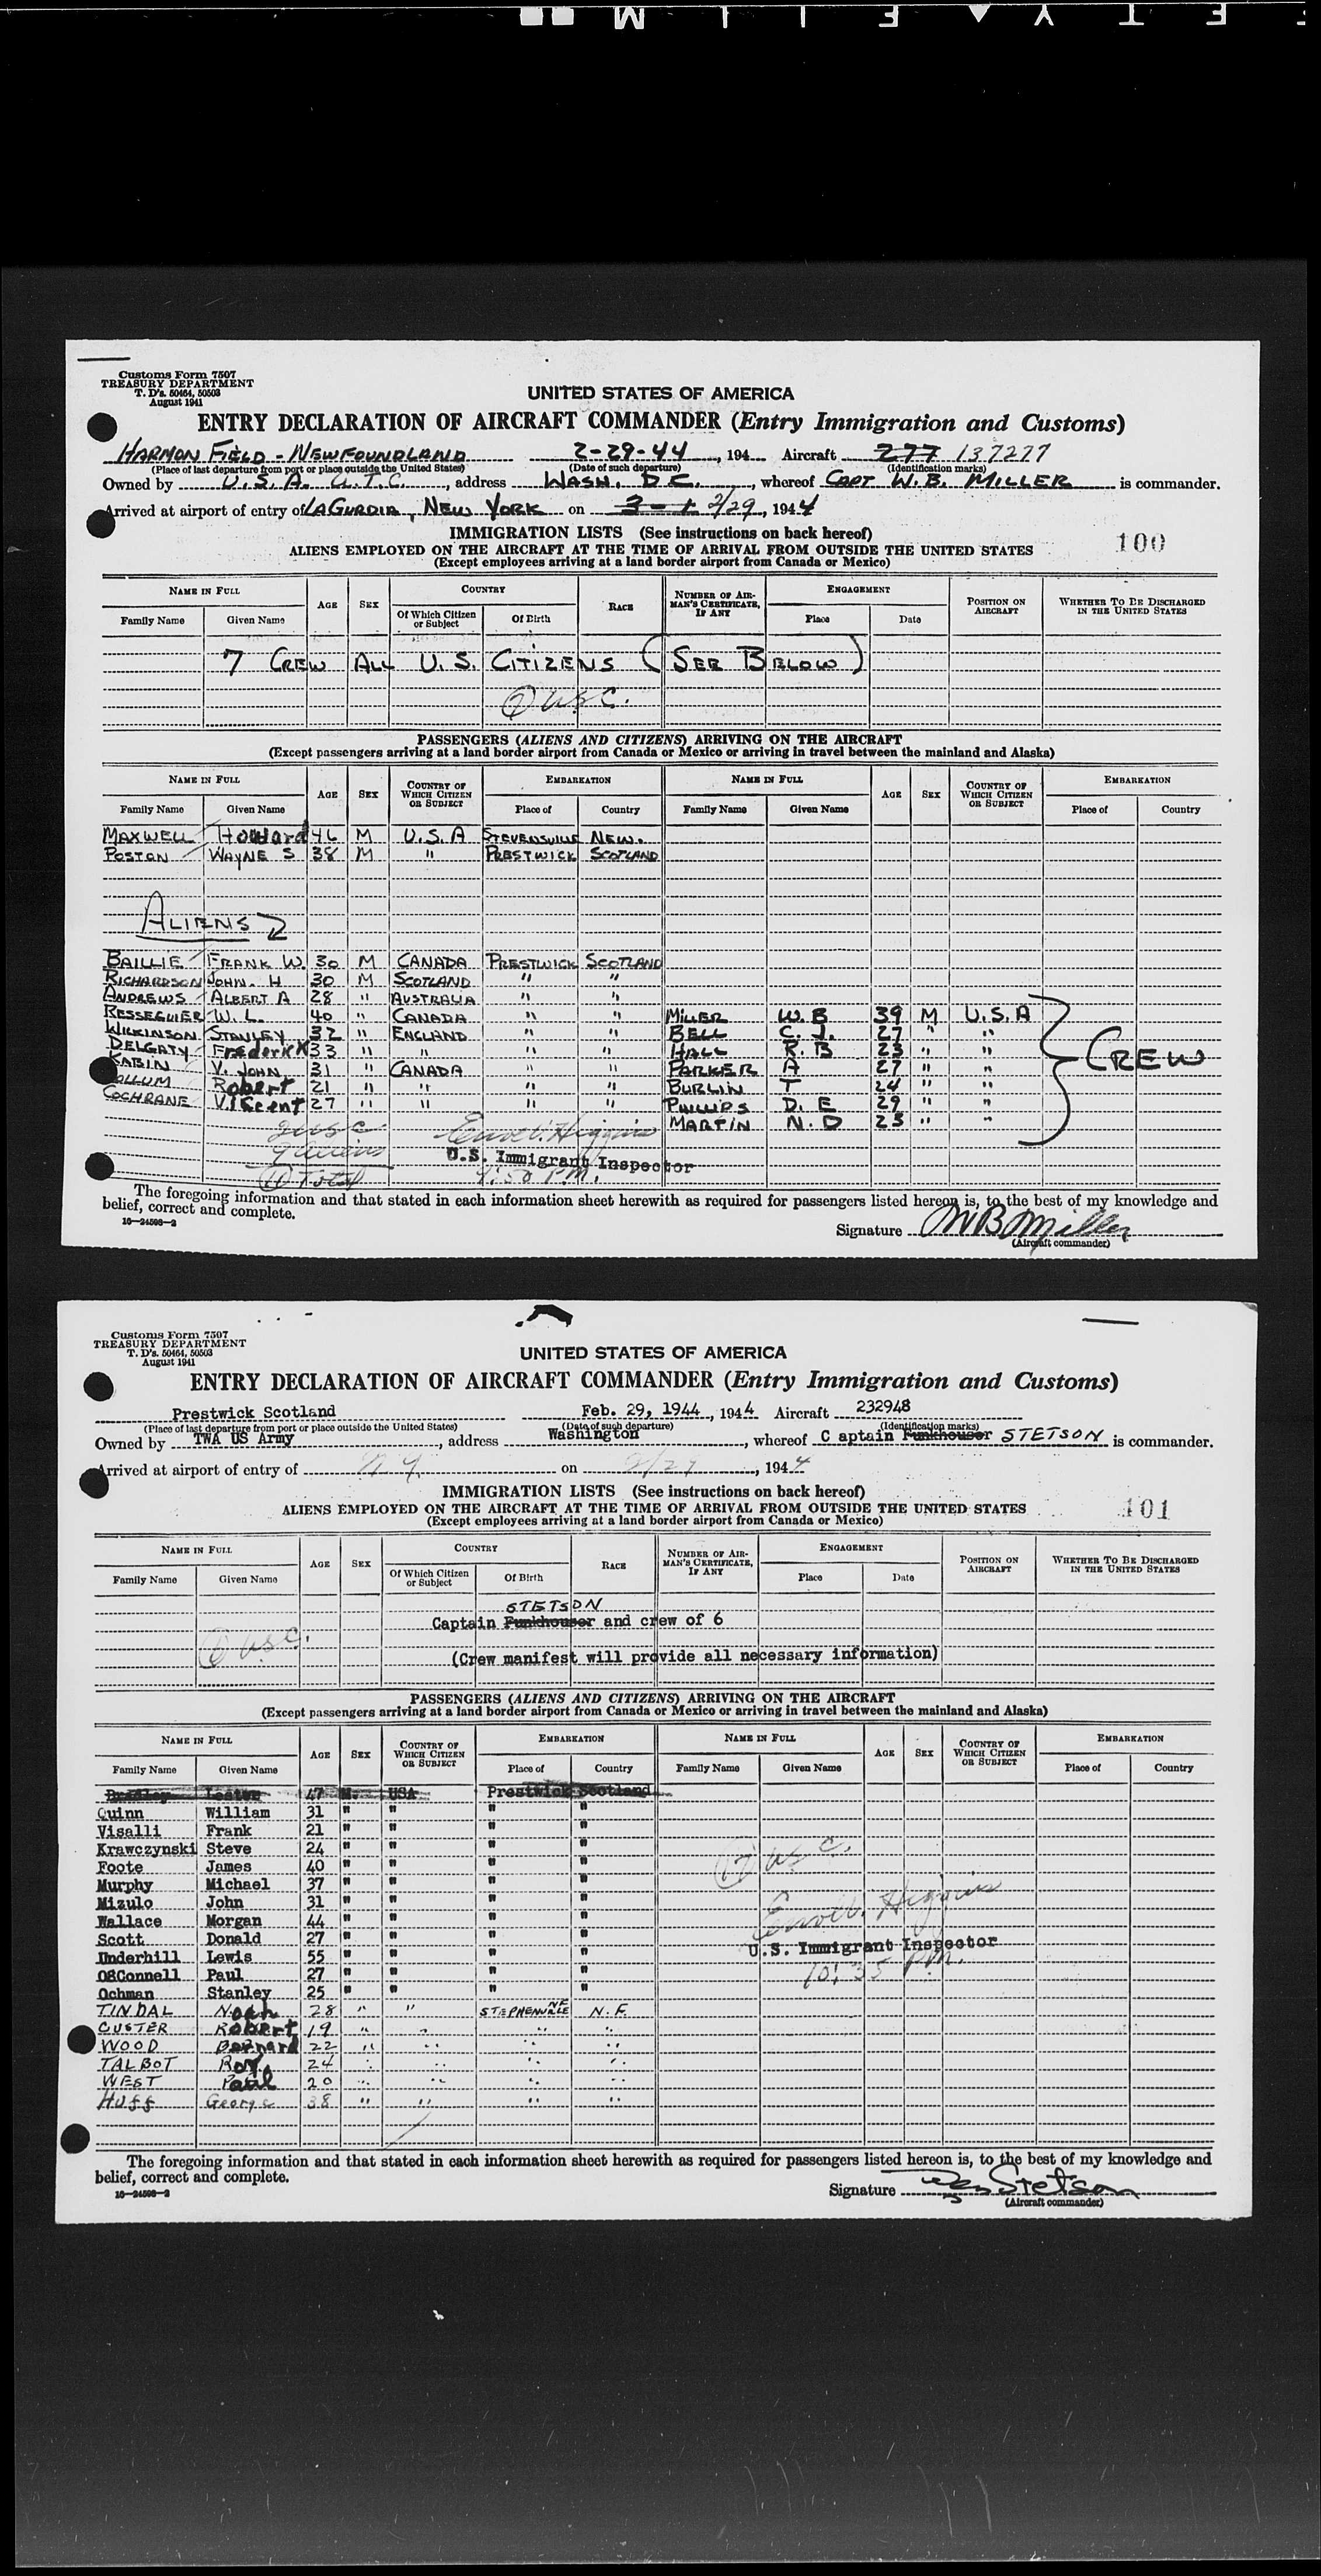 SAFETY FILM
Customs Form 7507
TREASURY DEPARTMENT
T. D's. 50464, 50503
August 1941
UNITED STATES OF AMERICA
ENTRY DECLARATION OF AIRCRAFT COMMANDER (Entry Immigration and Customs)
HARMON FIELD - NEWFOUNDLAND 2-29-44, 194 Aircraft 277 137277
(Place of last departure from port or place outside the United States) (Date of such departure) (Identification marks)
Owned by U.S.A. A.T.C., address WASH. D.C., whereof CAPT W.B. MILLER is commander.
Arrived at airport of entry of LAGURDIA, NEW YORK on 3-1 2/29, 1944
IMMIGRATION LISTS (See instructions on back hereof)
100
ALIENS EMPLOYED ON THE AIRCRAFT AT THE TIME OF ARRIVAL FROM OUTSIDE THE UNITED STATES
(Except employees arriving at a land border airport from Canada or Mexico)
NAME IN FULL AGE SEX COUNTRY RACE NUMBER OF AIRMAN'S CERTIFICATE, IF ANY ENGAGEMENT POSITION ON AIRCRAFT WHETHER TO BE DISCHARGED IN THE UNITED STATES
Family Name Given Name Of Which Citizen or Subject Of Birth Place Date
7 CREW ALL U.S. CITIZENS (SEE BELOW)
7 USC.
PASSENGERS (ALIENS AND CITIZENS) ARRIVING ON THE AIRCRAFT
(Except passengers arriving at a land border airport from Canada or Mexico or arriving in travel between the mainland and Alaska)
NAME IN FULL AGE SEX COUNTRY OF WHICH CITIZEN OR SUBJECT EMBARKATION NAME IN FULL AGE SEX COUNTRY OF WHICH CITIZEN OR SUBJECT EMBARKATION
Family Name Given Name Place of Country Family Name Given Name Place of Country
MAXWELL Howard 46 M U.S.A STEVENSVILLE NEW.
POSTON WAYNE S 38 M " PRESTWICK SCOTLAND
ALIENS
BAILLIE FRANK W. 30 M CANADA PRESTWICK SCOTLAND
RICHARDSON JOHN. H 30 M SCOTLAND " "
ANDREWS ALBERT A 28 " AUSTRALIA " "
RESSEGUIER W. L. 40 " CANADA " " MILLER W. B 39 M U.S.A
WILKINSON STANLEY 32 " ENGLAND " " BELL C. J. 27 " "
DELGATY Frederick 33 " " " " HALL R. B 23 " " CREW
KABIN V. JOHN 31 " CANADA " " PARKER A 27 " "
Robert 21 " " " " BURLIN T 24 " "
COCHRANE VINcent 27 " " " " PHILLIPS D. E 29 " "
2 usc MARTIN N. D 23 " "
9 aliens
U.S. Immigrant Inspector
11 Total 9:50 P.M.
The foregoing information and that stated in each information sheet herewith as required for passengers listed hereon is, to the best of my knowledge and
belief, correct and complete.
16-24598-2
Signature WB Miller
(Aircraft commander)
Customs Form 7507
TREASURY DEPARTMENT
T. D's. 50464, 50503
August 1941
UNITED STATES OF AMERICA
ENTRY DECLARATION OF AIRCRAFT COMMANDER (Entry Immigration and Customs)
Prestwick Scotland Feb. 29, 1944, 1944 Aircraft 232948
(Place of last departure from port or place outside the United States) (Date of such departure) (Identification marks)
Owned by TWA US Army, address Washington, whereof C aptain Funkhouser STETSON is commander.
Arrived at airport of entry of N.Y. on 2/29, 1944
IMMIGRATION LISTS (See instructions on back hereof)
101
ALIENS EMPLOYED ON THE AIRCRAFT AT THE TIME OF ARRIVAL FROM OUTSIDE THE UNITED STATES
(Except employees arriving at a land border airport from Canada or Mexico)
NAME IN FULL AGE SEX COUNTRY RACE NUMBER OF AIRMAN'S CERTIFICATE, IF ANY ENGAGEMENT POSITION ON AIRCRAFT WHETHER TO BE DISCHARGED IN THE UNITED STATES
Family Name Given Name Of Which Citizen or Subject Of Birth Place Date
STETSON
Captain Funkhouser and crew of 6
usc.
(Crew manifest will provide all necessary information)
PASSENGERS (ALIENS AND CITIZENS) ARRIVING ON THE AIRCRAFT
(Except passengers arriving at a land border airport from Canada or Mexico or arriving in travel between the mainland and Alaska)
NAME IN FULL AGE SEX COUNTRY OF WHICH CITIZEN OR SUBJECT EMBARKATION NAME IN FULL AGE SEX COUNTRY OF WHICH CITIZEN OR SUBJECT EMBARKATION
Family Name Given Name Place of Country Family Name Given Name Place of Country
Bradley Lester 47 M. USA Prestwick Scotland
Quinn William 31 " " " "
Visalli Frank 21 " " " "
Krawczynski Steve 24 " " " "
Foote James 40 " " " " 17 USC.
Murphy Michael 37 " " " "
Mizulo John 31 " " " "
Wallace Morgan 44 " " " "
Scott Donald 27 " " " "
Underhill Lewis 55 " " " " U.S. Immigrant Inspector
O&Connell Paul 27 " " " " 10:35 PM.
Ochman Stanley 25 " " " "
TINDAL Noah 28 " " STEPHENVILLE NF N. F.
CUSTER Robert 19 " " " "
WOOD Bernard 22 " " " "
TALBOT Roy 24 " " " "
WEST Paul 20 " " " "
Huff George 38 " " " "
The foregoing information and that stated in each information sheet herewith as required for passengers listed hereon is, to the best of my knowledge and
belief, correct and complete.
16-24598-2
Signature Stetson
(Aircraft commander)